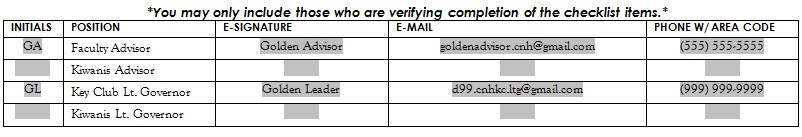 *You may only include those who are verifying completion of the checklist items.*
INITIALS POSITION E-SIGNATURE E-MAIL PHONE W/ AREA CODE
GA Faculty Advisor Golden Advisor goldenadvisor.cnh@gmail.com (555) 555-5555
Kiwanis Advisor
GL Key Club Lt. Governor Golden Leader d99.cnhkc.ltg@gmail.com (999) 999-9999
Kiwanis Lt. Governor